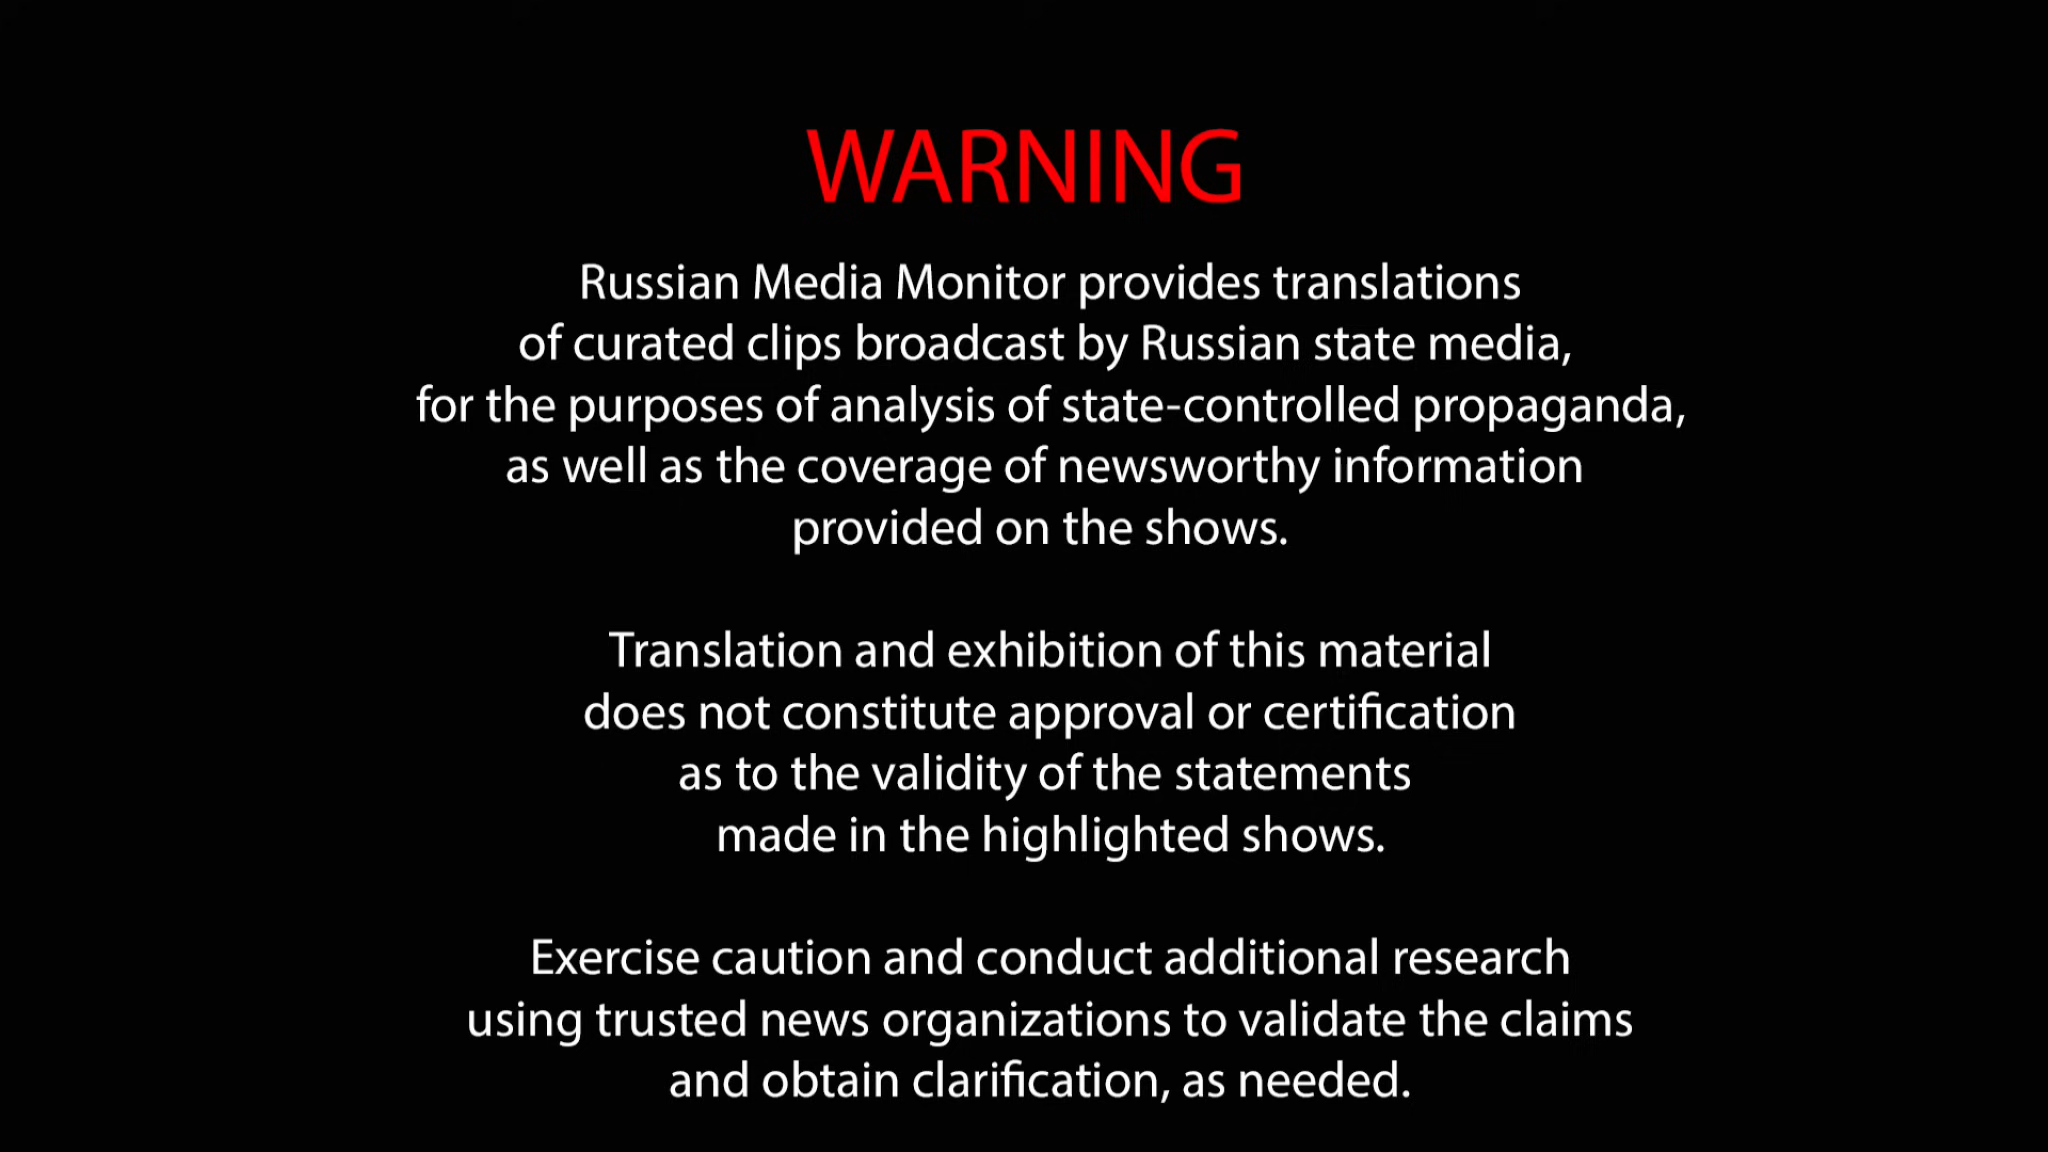 WARNING
Russian Media Monitor provides translations
of curated clips broadcast by Russian state media,
for the purposes of analysis of state-controlled propaganda,
as well as the coverage of newsworthy information
provided on the shows.
Translation and exhibition of this material
does not constitute approval or certification
as to the validity of the statements
made in the highlighted shows.
Exercise caution and conduct additional research
using trusted news organizations to validate the claims
and obtain clarification, as needed.